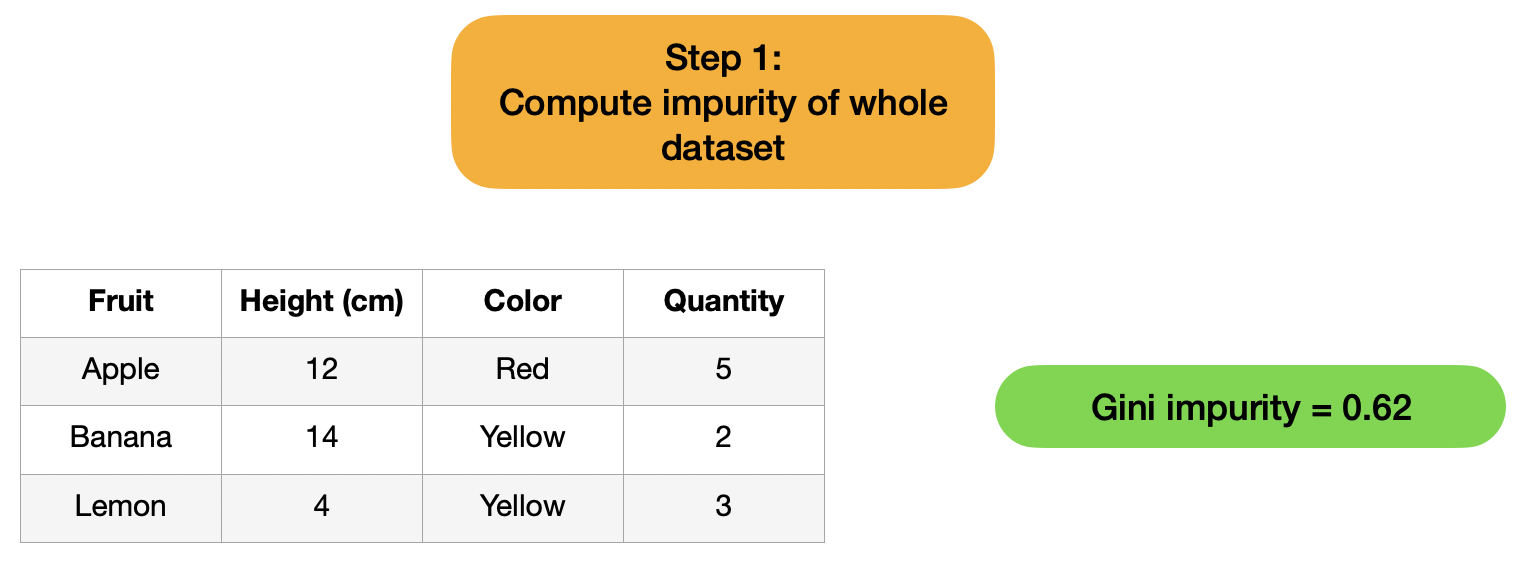 Step 1:
Compute impurity of whole
dataset
Fruit Height (cm) Color Quantity
Apple 12 Red 5
Banana 14 Yellow 2
Lemon 4 Yellow 3
Gini impurity = 0.62